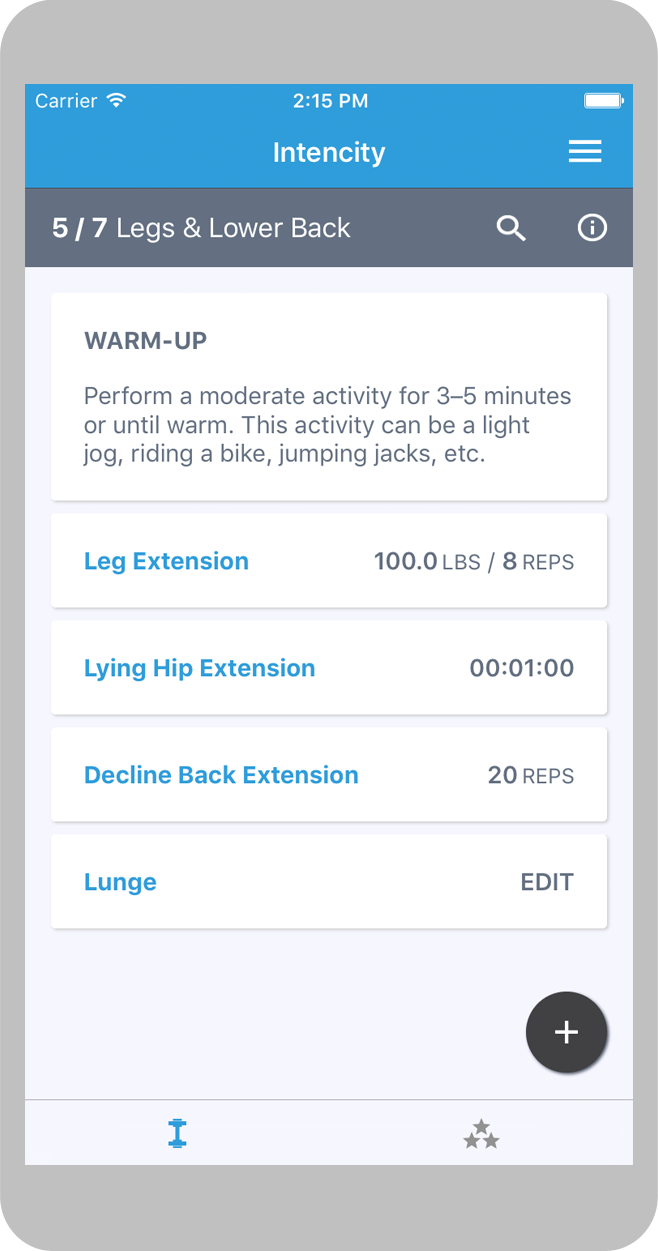 Carrier 2:15 PM
Intencity
5 / 7 Legs & Lower Back
WARM-UP
Perform a moderate activity for 3–5 minutes
or until warm. This activity can be a light
jog, riding a bike, jumping jacks, etc.
Leg Extension 100.0 LBS / 8 REPS
Lying Hip Extension 00:01:00
Decline Back Extension 20 REPS
Lunge EDIT